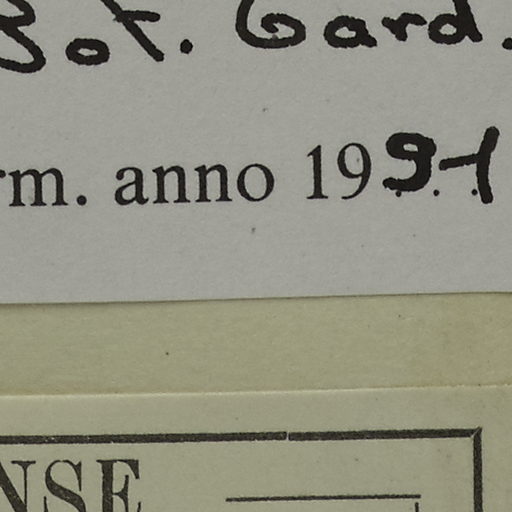 Bot. Gard.
rm. anno 1991
NSE